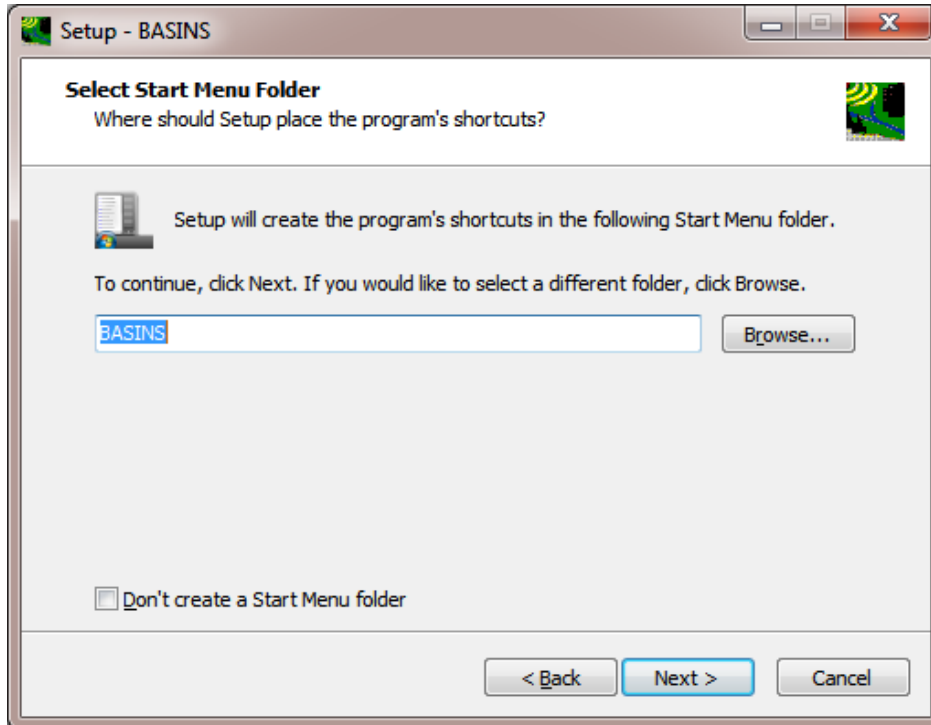 Setup - BASINS
Select Start Menu Folder
Where should Setup place the program's shortcuts?
Setup will create the program's shortcuts in the following Start Menu folder.
To continue, click Next. If you would like to select a different folder, click Browse.
BASINS
Browse...
Don't create a Start Menu folder
< Back
Next >
Cancel